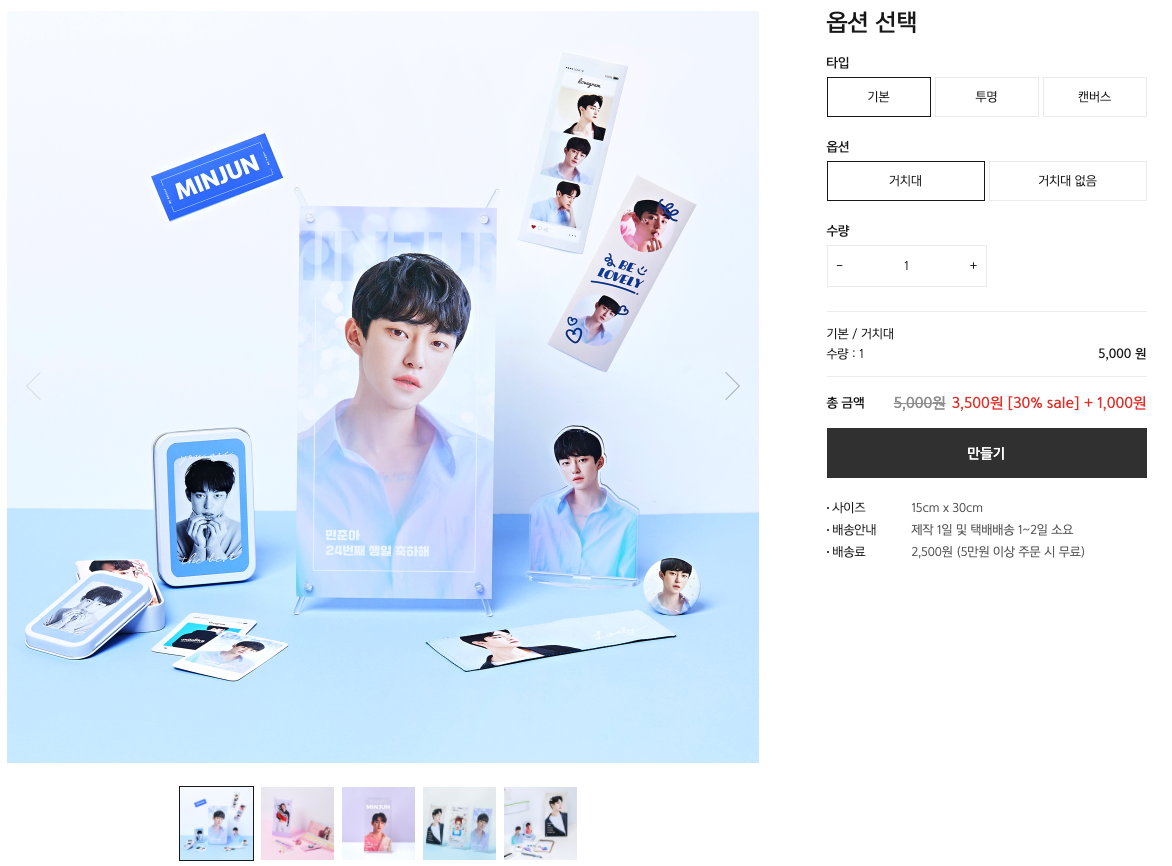 옵션 선택
타입
기본
투명
캔버스
옵션
거치대
거치대 없음
수량
−
1
+
기본 / 거치대
수량 : 1
5,000 원
총 금액
5,000원 3,500원 [30% sale] + 1,000원
만들기
· 사이즈
15cm x 30cm
· 배송안내
제작 1일 및 택배배송 1~2일 소요
· 배송료
2,500원 (5만원 이상 주문 시 무료)
MINJUN
BE
LOVELY
MINJUN
민준아
24번째 생일 축하해
MINJUN